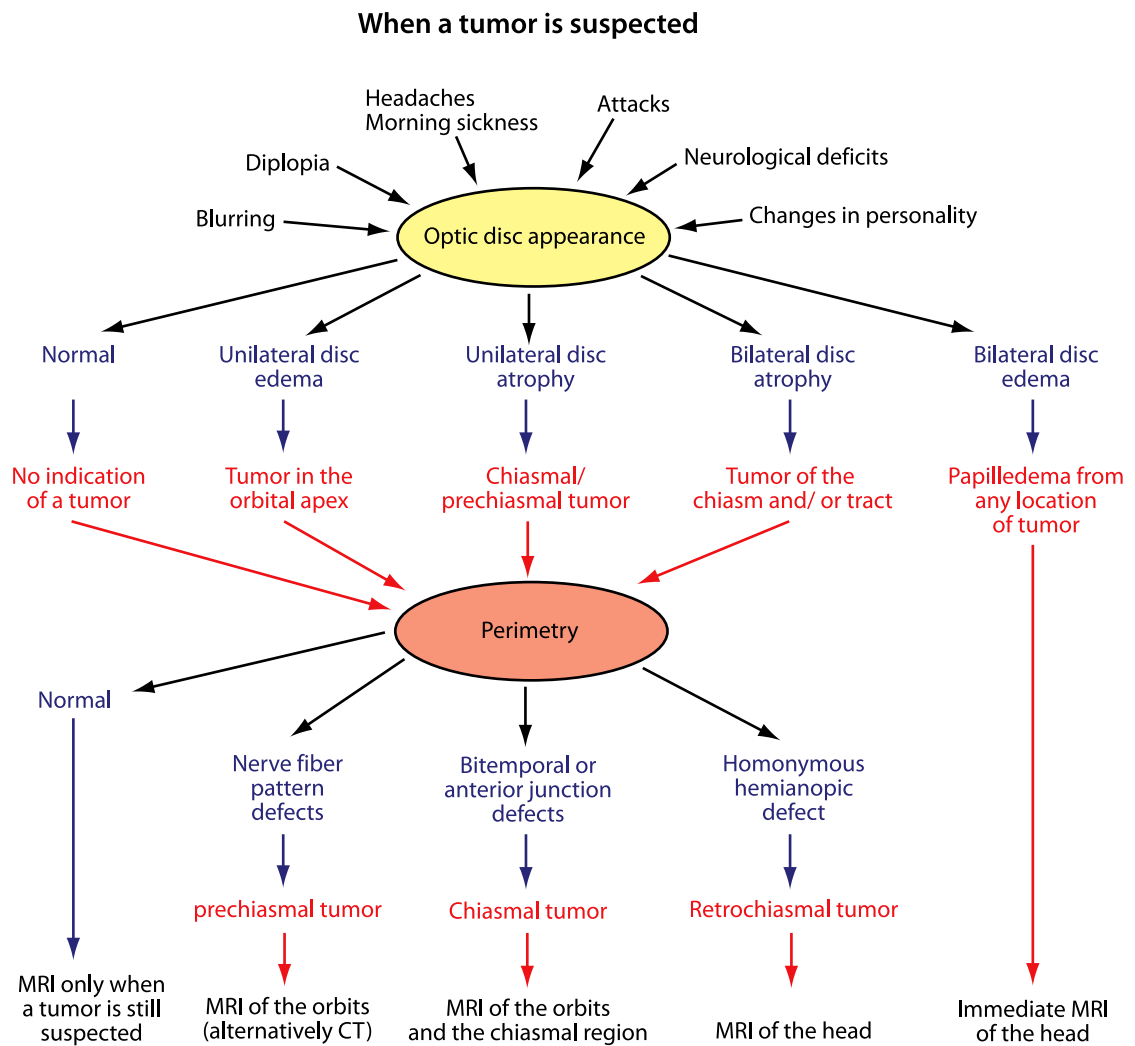 When a tumor is suspected
Headaches
Morning sickness
Attacks
Diplopia
Neurological deficits
Blurring
Changes in personality
Optic disc appearance
Normal
Unilateral disc
edema
Unilateral disc
atrophy
Bilateral disc
atrophy
Bilateral disc
edema
No indication
of a tumor
Tumor in the
orbital apex
Chiasmal/
prechiasmal tumor
Tumor of the
chiasm and/ or tract
Papilledema from
any location
of tumor
Perimetry
Normal
Nerve fiber
pattern
defects
Bitemporal or
anterior junction
defects
Homonymous
hemianopic
defect
prechiasmal tumor
Chiasmal tumor
Retrochiasmal tumor
MRI only when
a tumor is still
suspected
MRI of the orbits
(alternatively CT)
MRI of the orbits
and the chiasmal region
MRI of the head
Immediate MRI
of the head